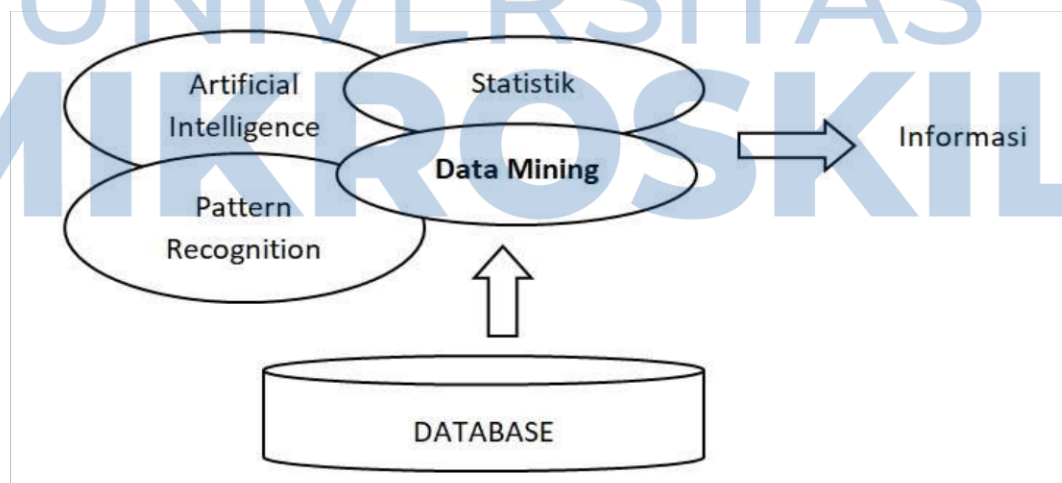 UNIVERSITAS
MIKROSKIL
Artificial
Intelligence
Statistik
Data Mining
Informasi
Pattern
Recognition
DATABASE